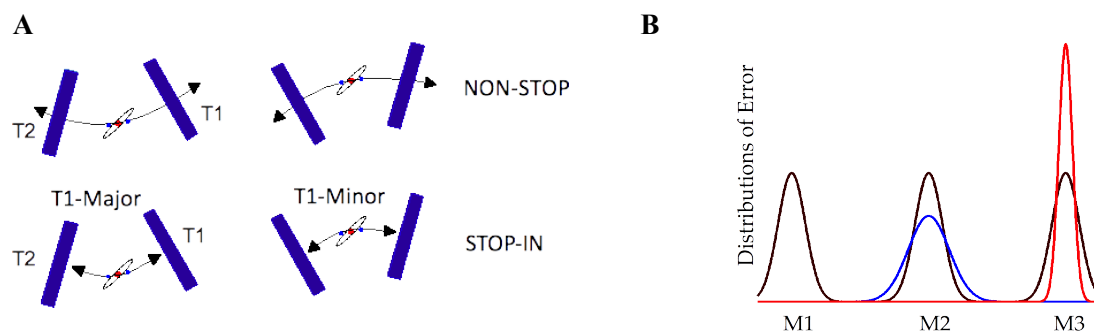 A
T2
T1
NON-STOP
T1-Major
T1-Minor
T2
T1
STOP-IN
B
Distributions of Error
M1
M2
M3